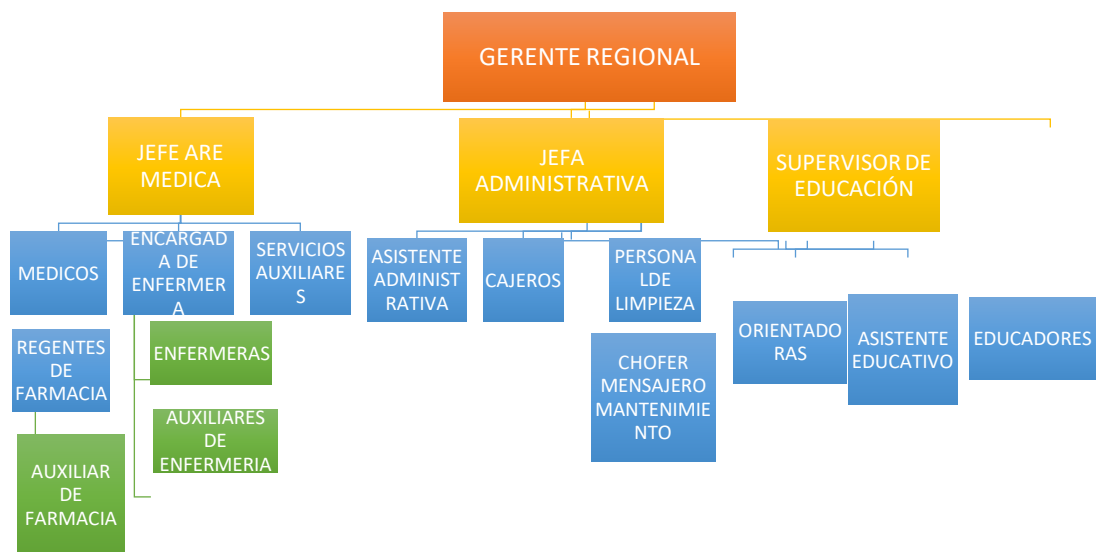 GERENTE REGIONAL
JEFE ARE
MEDICA
JEFA
ADMINISTRATIVA
SUPERVISOR DE
EDUCACIÓN
MEDICOS
ENCARGAD
A DE
ENFERMER
A
SERVICIOS
AUXILIARE
S
ASISTENTE
ADMINIST
RATIVA
CAJEROS
PERSONA
LDE
LIMPIEZA
REGENTES
DE
FARMACIA
ENFERMERAS
CHOFER
MENSAJERO
MANTENIMIE
NTO
ORIENTADO
RAS
ASISTENTE
EDUCATIVO
EDUCADORES
AUXILIAR
DE
FARMACIA
AUXILIARES
DE
ENFERMERIA